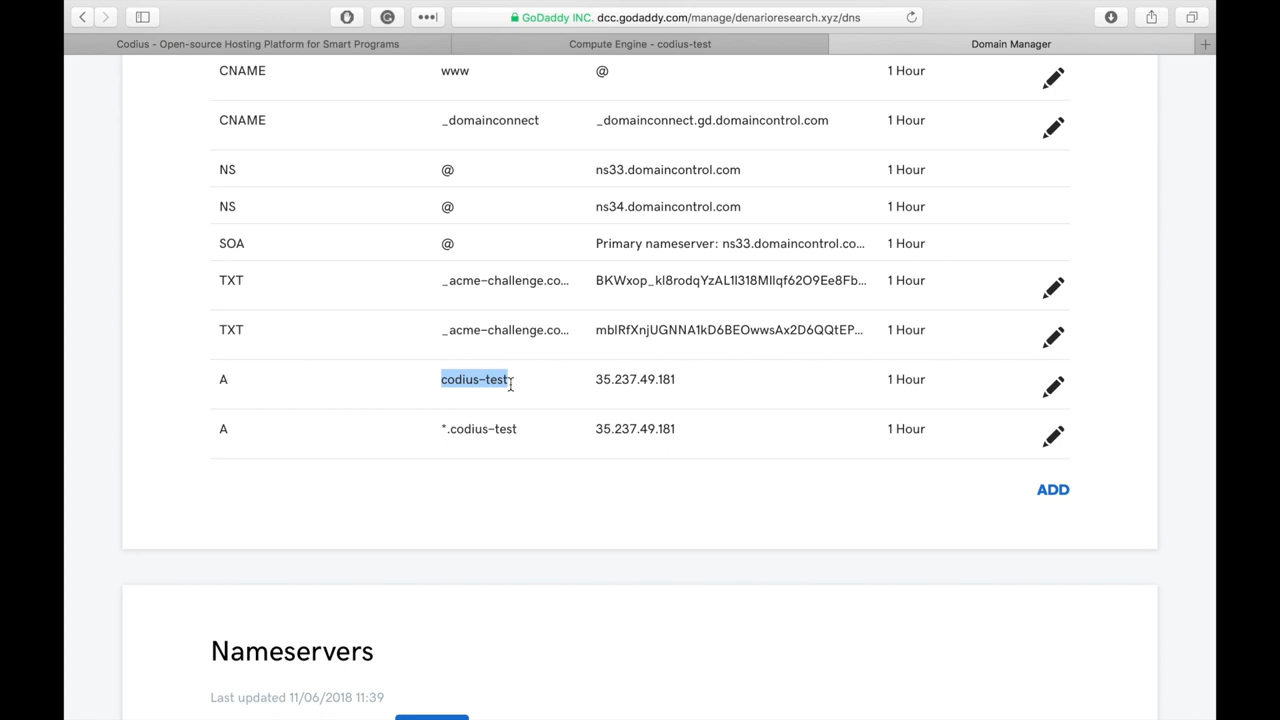 GoDaddy INC. dcc.godaddy.com/manage/denarioresearch.xyz/dns
Codius - Open-source Hosting Platform for Smart Programs Compute Engine - codius-test Domain Manager
CNAME www @ 1 Hour
CNAME _domainconnect _domainconnect.gd.domaincontrol.com 1 Hour
NS @ ns33.domaincontrol.com 1 Hour
NS @ ns34.domaincontrol.com 1 Hour
SOA @ Primary nameserver: ns33.domaincontrol.co... 1 Hour
TXT _acme-challenge.co... 1 Hour
TXT _acme-challenge.co... 1 Hour
A codius-test 35.237.49.181 1 Hour
A *.codius-test 35.237.49.181 1 Hour
ADD
Nameservers
Last updated 11/06/2018 11:39